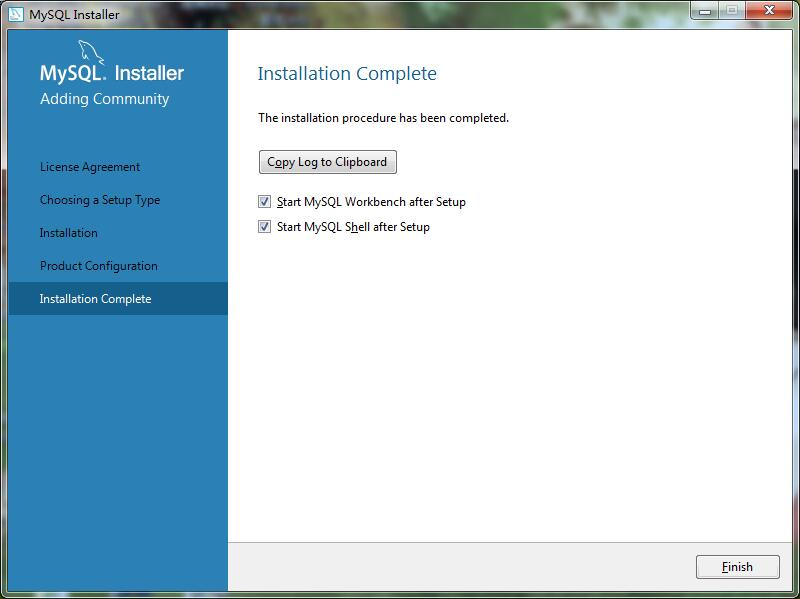 MySQL Installer
MySQL. Installer
Adding Community
License Agreement
Choosing a Setup Type
Installation
Product Configuration
Installation Complete
Installation Complete
The installation procedure has been completed.
Copy Log to Clipboard
Start MySQL Workbench after Setup
Start MySQL Shell after Setup
Finish